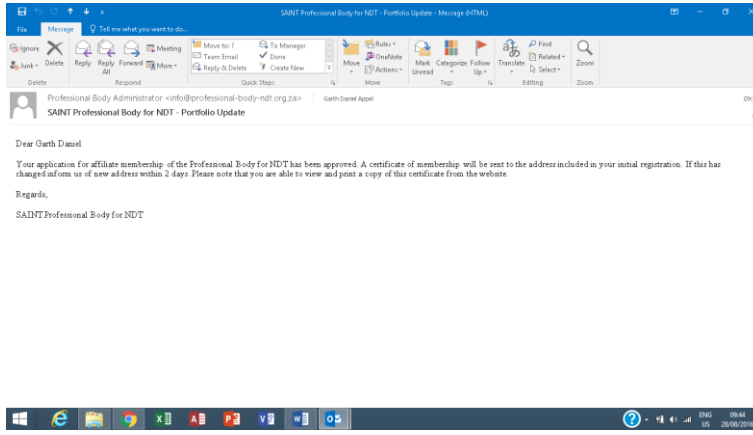 SAINT Professional Body for NDT - Portfolio Update - Message (HTML)
File Message Tell me what you want to do...
Ignore
Junk
Delete
Reply
Reply All
Forward
Meeting
More
Move to: ?
Team Email
Reply & Delete
To Manager
Done
Create New
Move
Rules
OneNote
Actions
Mark Unread
Categorize
Follow Up
Translate
Find
Related
Select
Zoom
Delete Respond Quick Steps Move Tags Editing Zoom
Professional Body Administrator <info@professional-body-ndt.org.za> Garth Daniel Appel
SAINT Professional Body for NDT - Portfolio Update
Dear Garth Daniel
Your application for affiliate membership of the Professional Body for NDT has been approved. A certificate of membership will be sent to the address included in your initial registration. If this has
changed inform us of new address within 2 days. Please note that you are able to view and print a copy of this certificate from the website.
Regards,
SAINT Professional Body for NDT
ENG 09:44
US